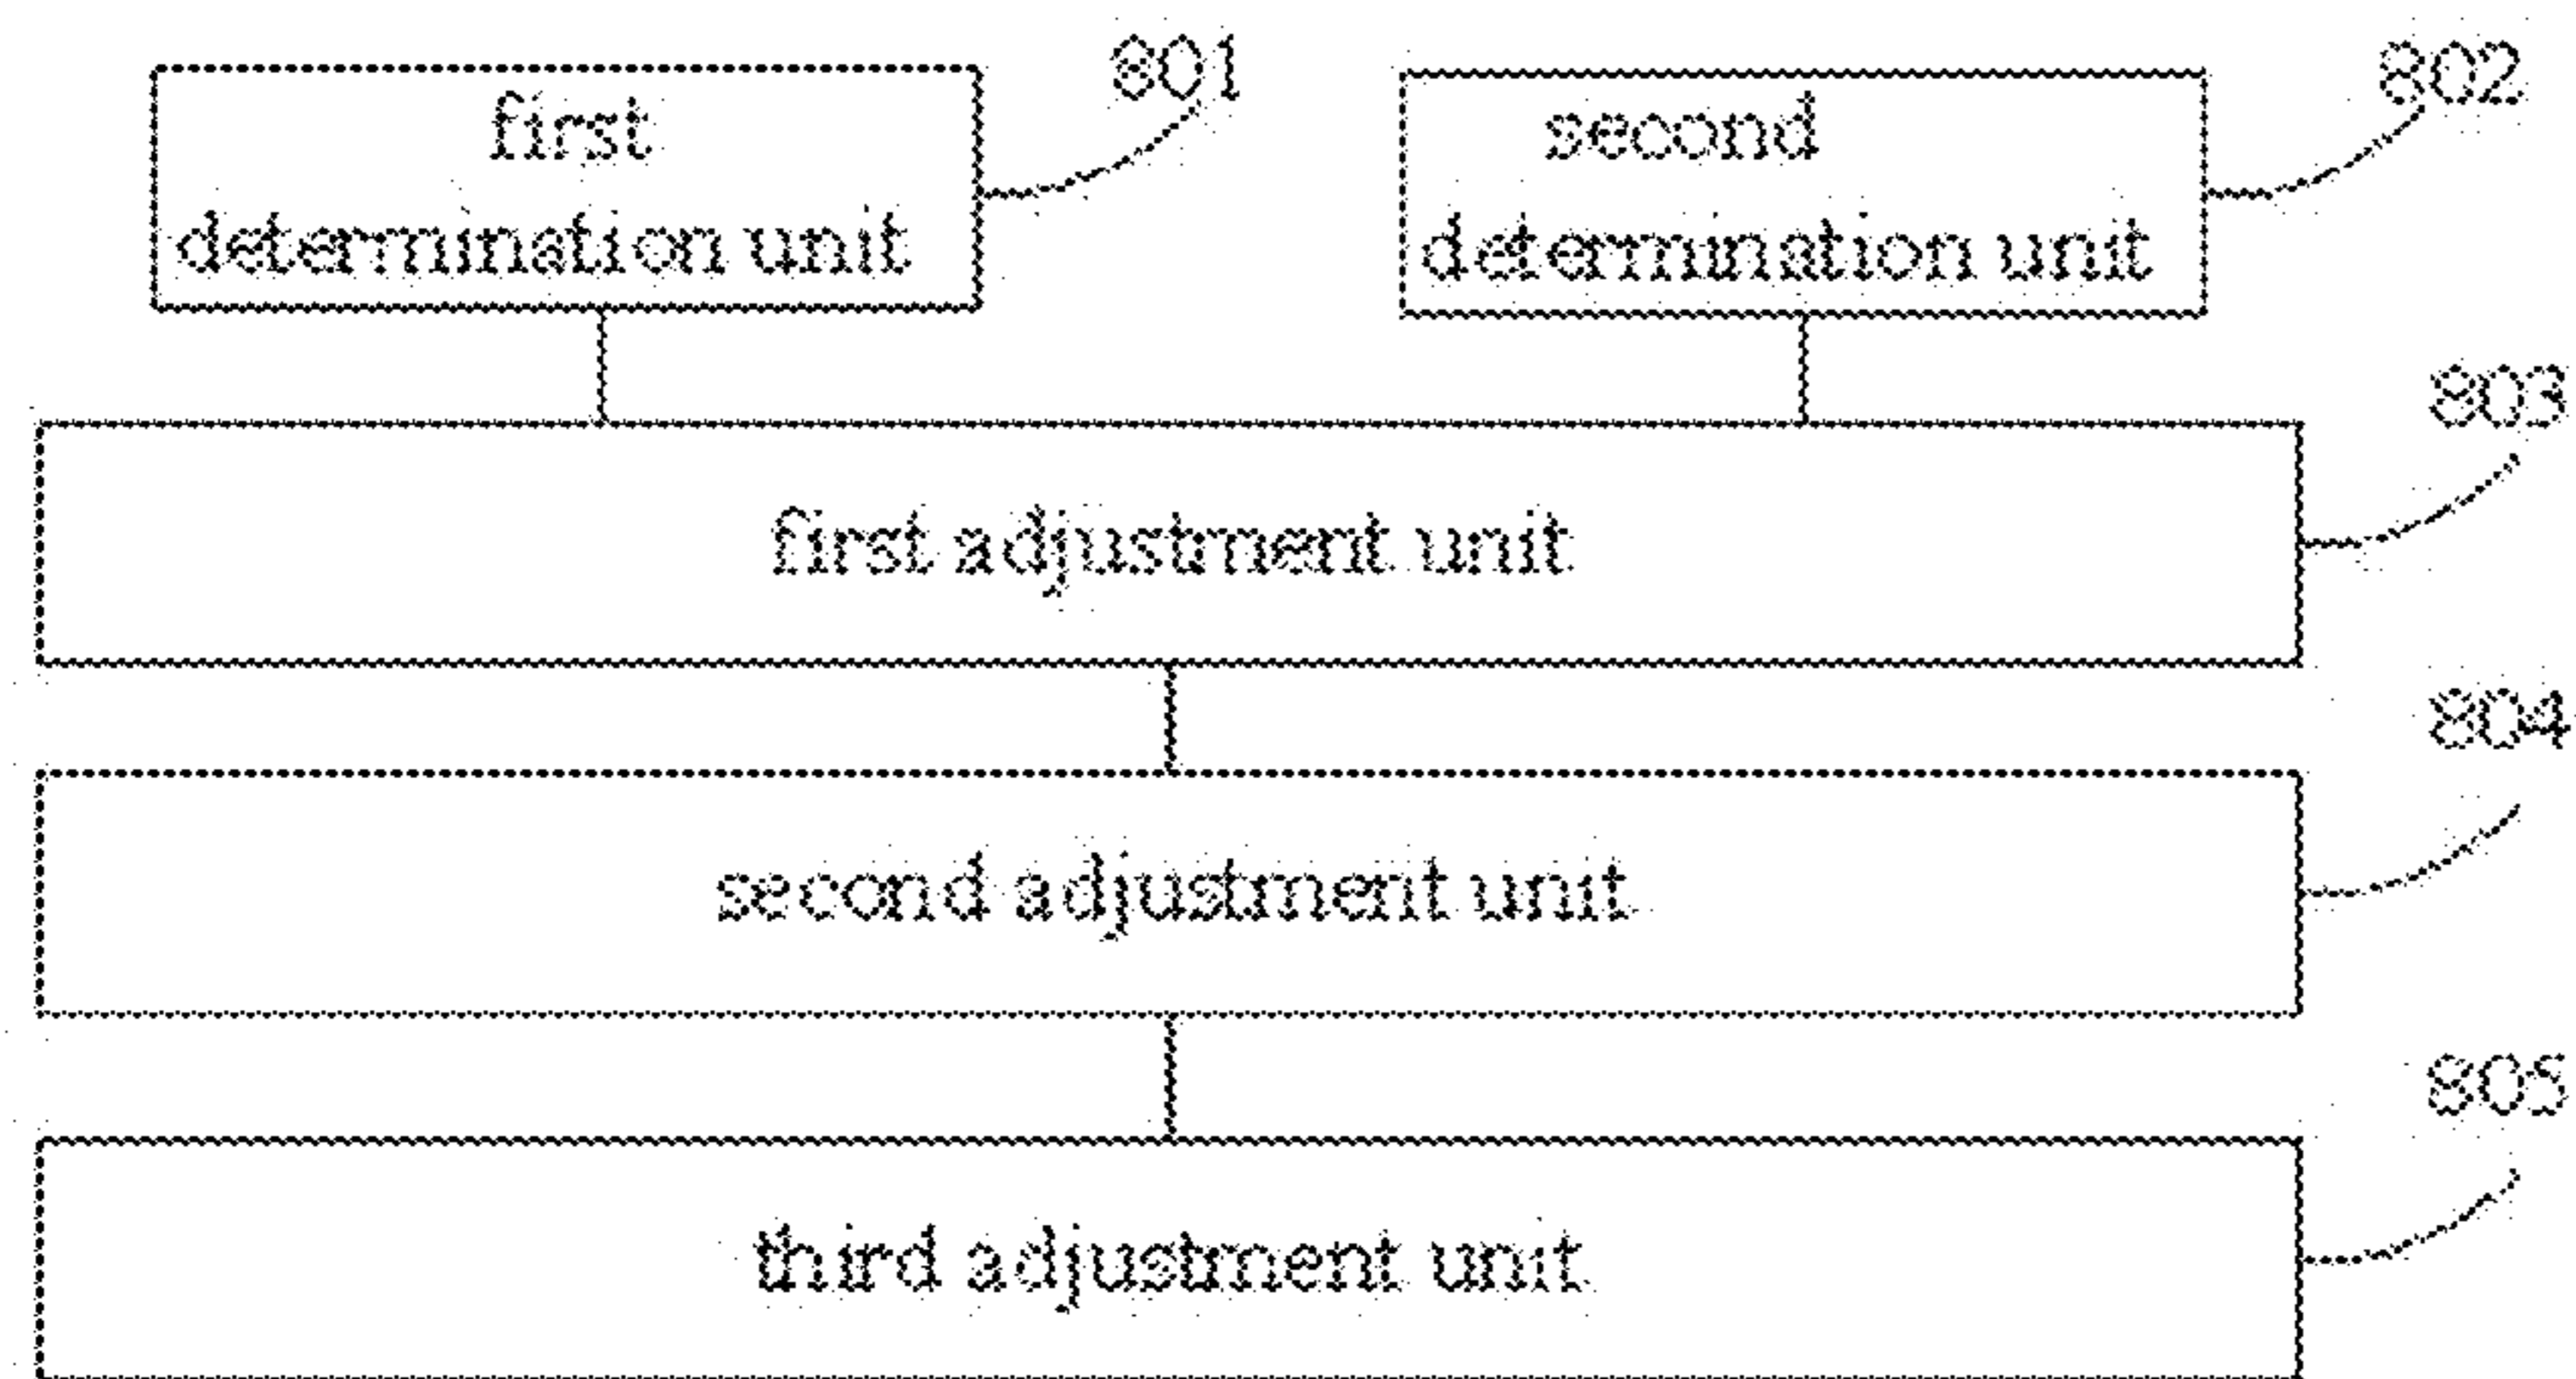 801
802
first
determination unit
second
determination unit
803
first adjustment unit
804
second adjustment unit
805
third adjustment unit